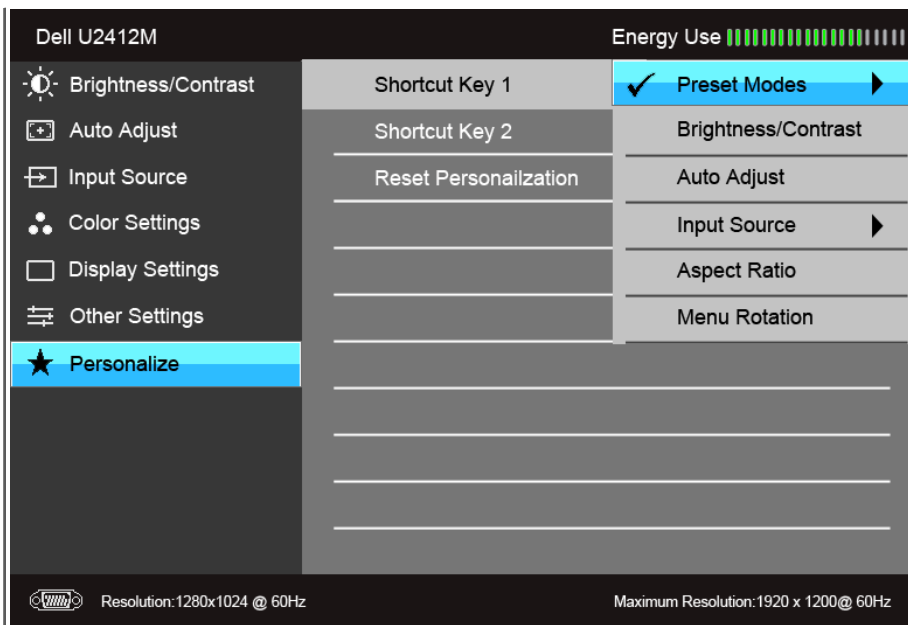 Dell U2412M
Energy Use
Brightness/Contrast
Auto Adjust
Input Source
Color Settings
Display Settings
Other Settings
Personalize
Shortcut Key 1
Shortcut Key 2
Reset Personailzation
Preset Modes
Brightness/Contrast
Auto Adjust
Input Source
Aspect Ratio
Menu Rotation
Resolution:1280x1024 @ 60Hz
Maximum Resolution:1920 x 1200@ 60Hz